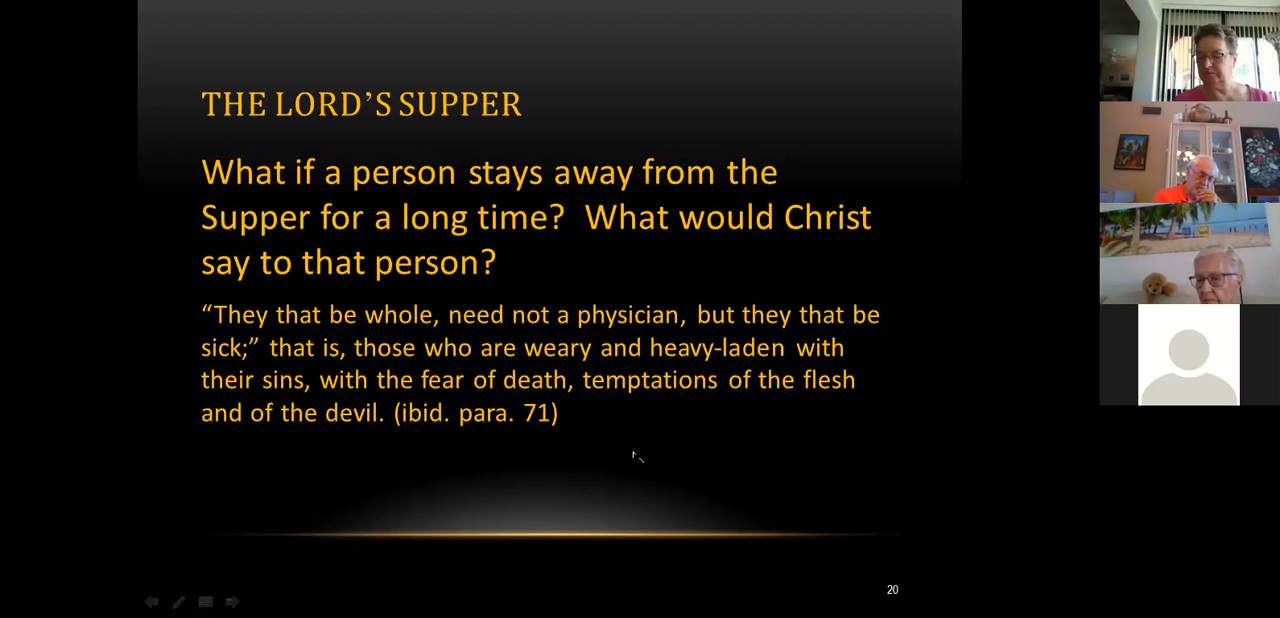 THE LORD’S SUPPER
What if a person stays away from the
Supper for a long time?  What would Christ
say to that person?
“They that be whole, need not a physician, but they that be
sick;” that is, those who are weary and heavy-laden with
their sins, with the fear of death, temptations of the flesh
and of the devil. (ibid. para. 71)
20